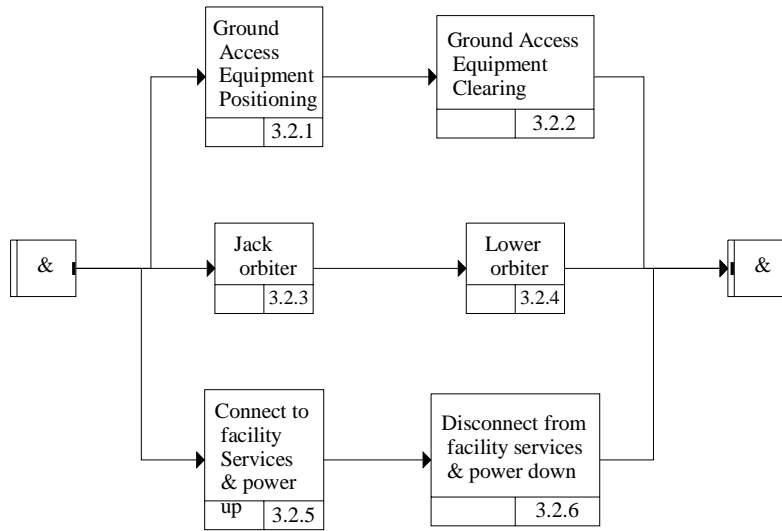 Ground
Access
Equipment
Positioning
3.2.1
Ground Access
Equipment
Clearing
3.2.2
&
Jack
orbiter
3.2.3
Lower
orbiter
3.2.4
&
Connect to
facility
Services
& power
up
3.2.5
Disconnect from
facility services
& power down
3.2.6